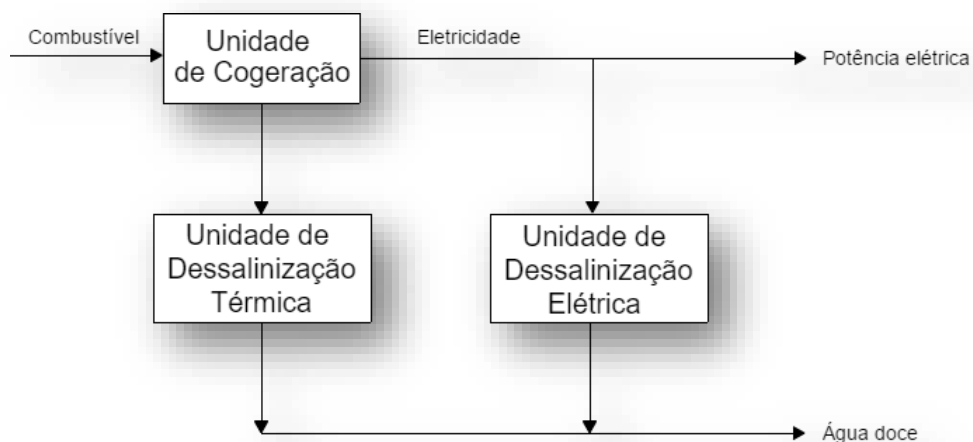 Combustível
Unidade
de Cogeração
Eletricidade
Potência elétrica
Unidade de
Dessalinização
Térmica
Unidade de
Dessalinização
Elétrica
Água doce